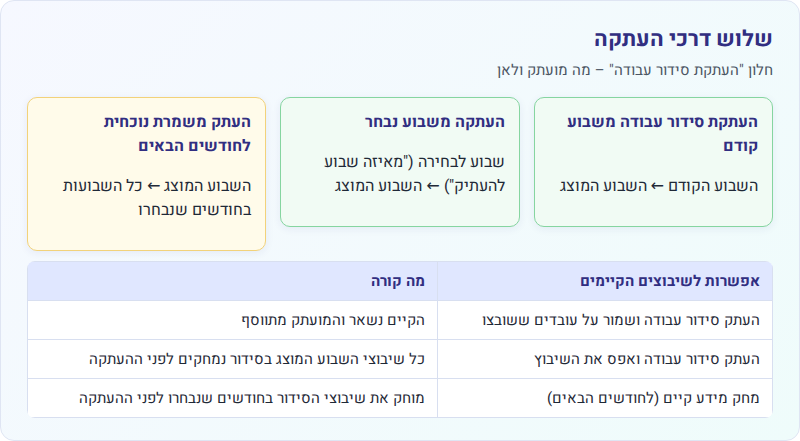 שלוש דרכי העתקה
חלון "העתקת סידור עבודה" – מה מועתק ולאן
העתקת סידור עבודה משבוע
קודם
השבוע הקודם ← השבוע המוצג
העתקה משבוע נבחר
שבוע לבחירה ("מאיזה שבוע
להעתיק") ← השבוע המוצג
העתק משמרת נוכחית
לחודשים הבאים
השבוע המוצג ← כל השבועות
בחודשים שנבחרו
אפשרות לשיבוצים הקיימים
מה קורה
העתק סידור עבודה ושמור על עובדים ששובצו
הקיים נשאר והמועתק מתווסף
העתק סידור עבודה ואפס את השיבוץ
כל שיבוצי השבוע המוצג בסידור נמחקים לפני ההעתקה
מחק מידע קיים (לחודשים הבאים)
מוחק את שיבוצי הסידור בחודשים שנבחרו לפני ההעתקה